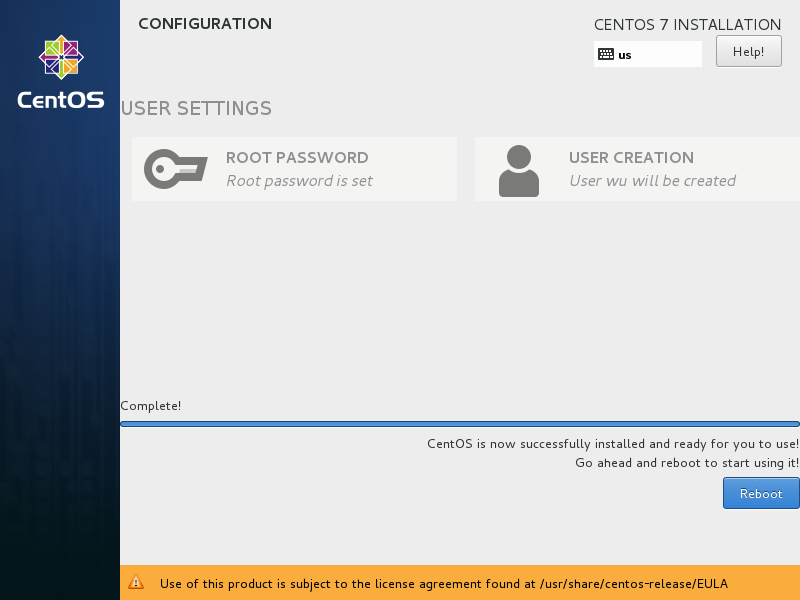 CONFIGURATION
CENTOS 7 INSTALLATION
us
Help!
CentOS
USER SETTINGS
ROOT PASSWORD
Root password is set
USER CREATION
User wu will be created
Complete!
CentOS is now successfully installed and ready for you to use!
Go ahead and reboot to start using it!
Reboot
Use of this product is subject to the license agreement found at /usr/share/centos-release/EULA